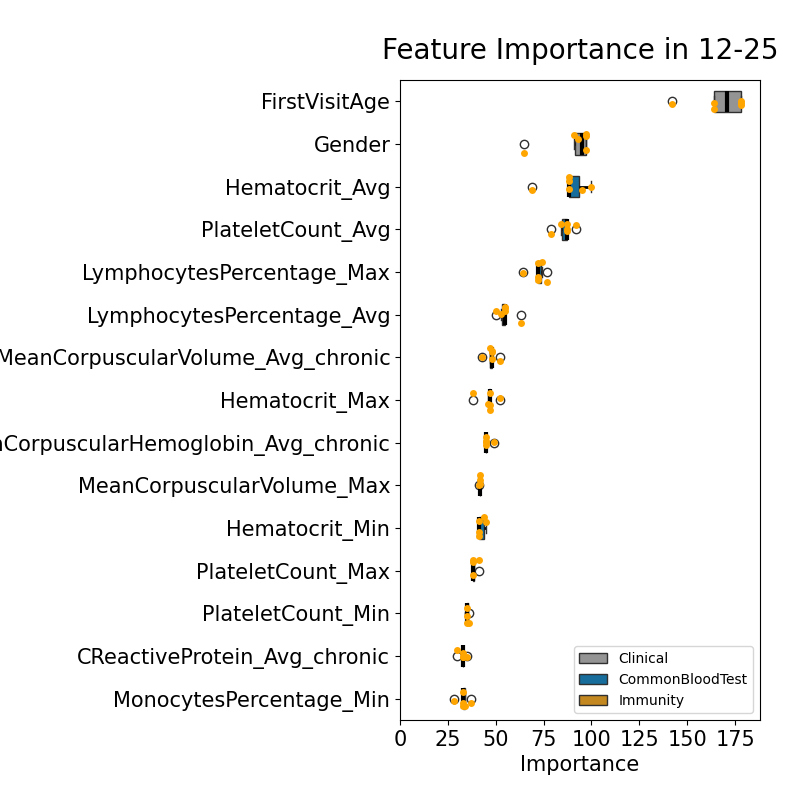 Feature Importance in 12-25
FirstVisitAge
Gender
Hematocrit_Avg
PlateletCount_Avg
LymphocytesPercentage_Max
LymphocytesPercentage_Avg
MeanCorpuscularVolume_Avg_chronic
Hematocrit_Max
nCorpuscularHemoglobin_Avg_chronic
MeanCorpuscularVolume_Max
Hematocrit_Min
PlateletCount_Max
PlateletCount_Min
CReactiveProtein_Avg_chronic
MonocytesPercentage_Min
Clinical
CommonBloodTest
Immunity
0 25 50 75 100 125 150 175
Importance